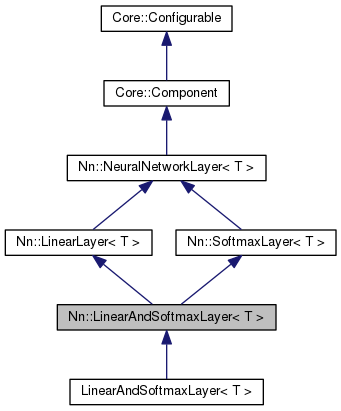 Core::Configurable
Core::Component
Nn::NeuralNetworkLayer< T >
Nn::LinearLayer< T >
Nn::SoftmaxLayer< T >
Nn::LinearAndSoftmaxLayer< T >
LinearAndSoftmaxLayer< T >